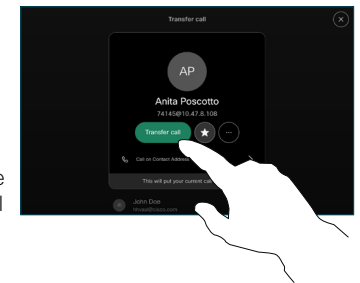 Transfer call
AP
Anita Poscotto
74145@10.47.8.108
Transfer call
Call on Contact Address
This will put your current
John Doe
e
l